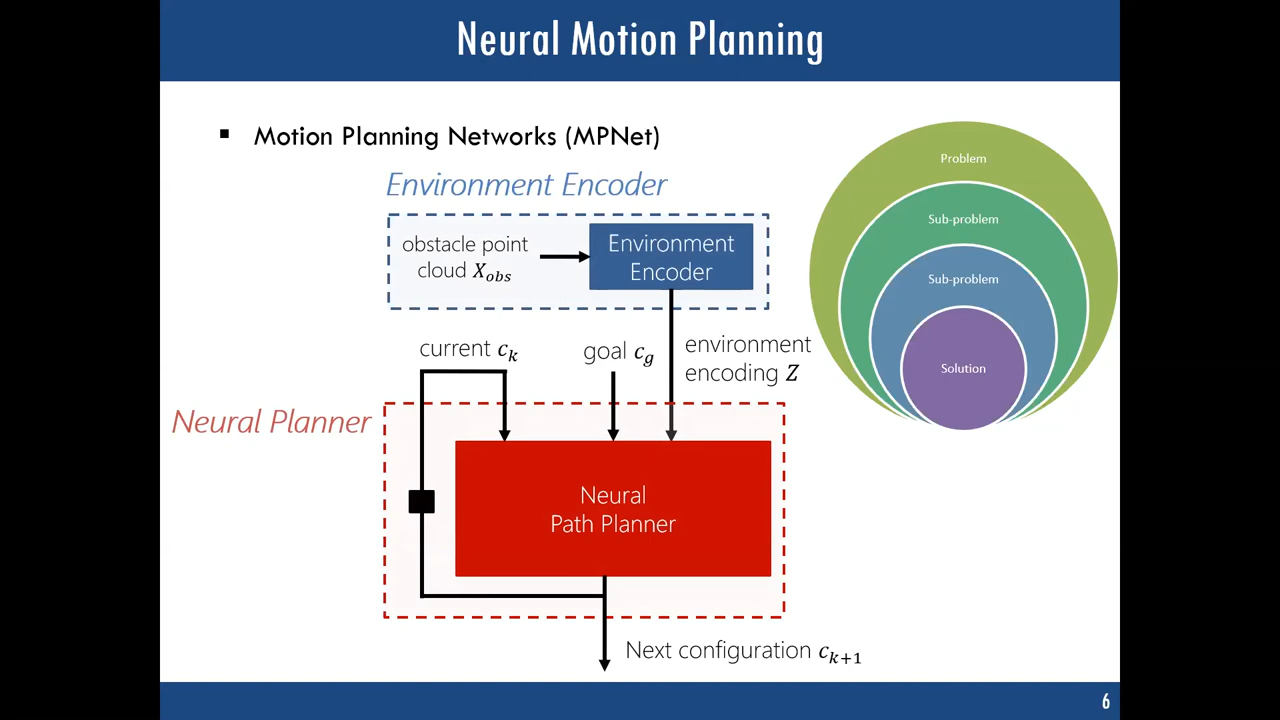 Neural Motion Planning
▪ Motion Planning Networks (MPNet)
Environment Encoder
obstacle point
cloud X_obs
Environment
Encoder
current c_k
goal c_g
environment
encoding Z
Neural Planner
Neural
Path Planner
Next configuration c_{k+1}
Problem
Sub-problem
Sub-problem
Solution
6